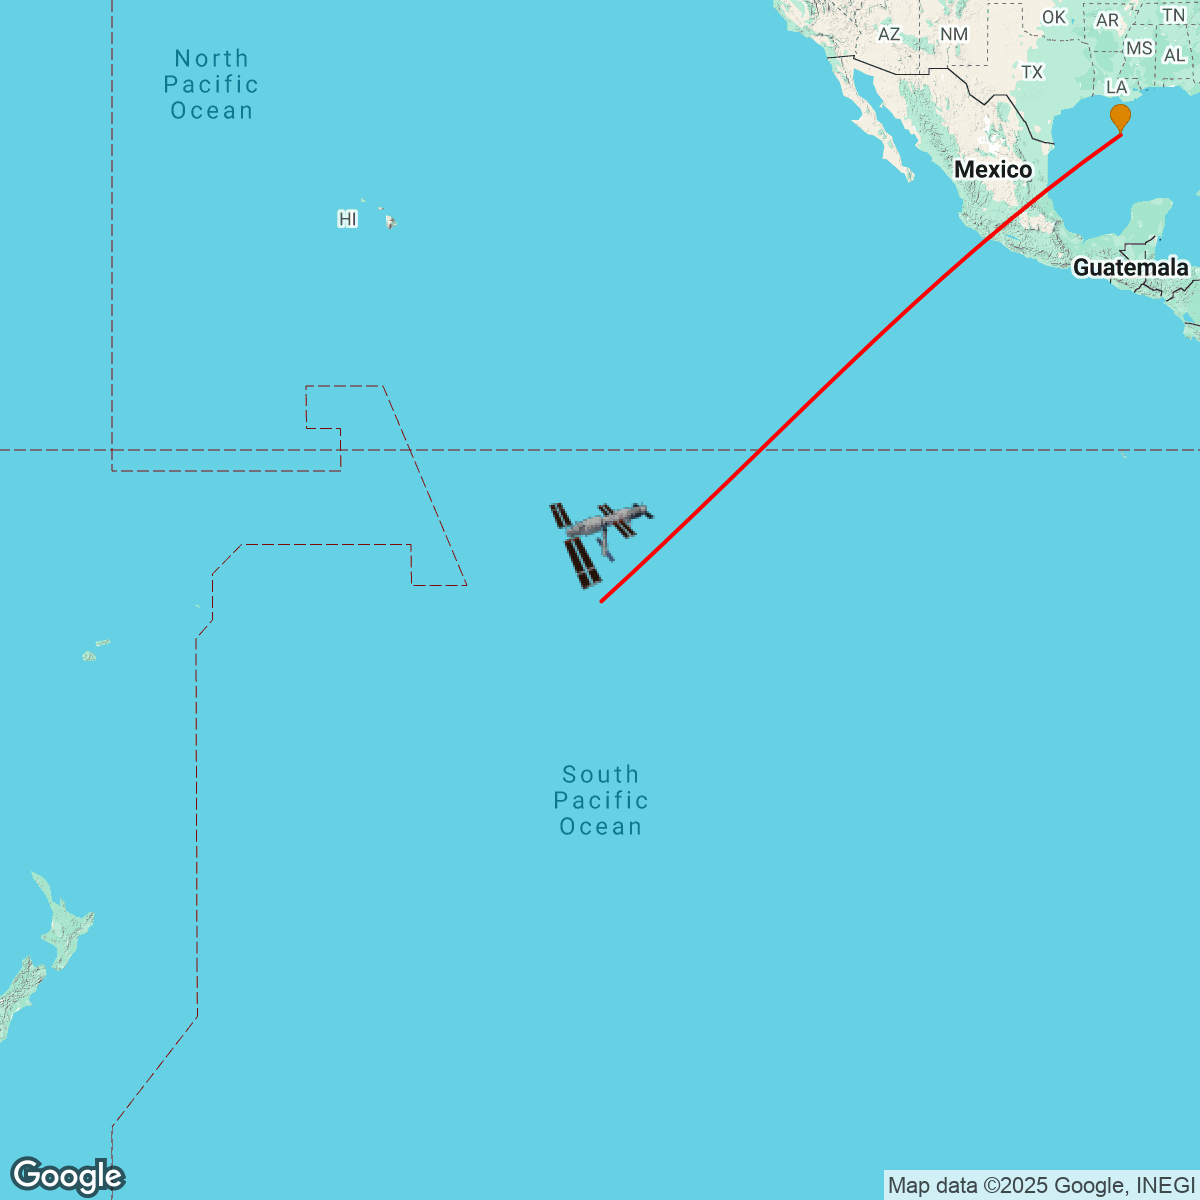 OK
AR
TN
AZ
NM
MS
AL
TX
LA
North
Pacific
Ocean
Mexico
HI
Guatemala
South
Pacific
Ocean
Google
Map data ©2025 Google, INEGI